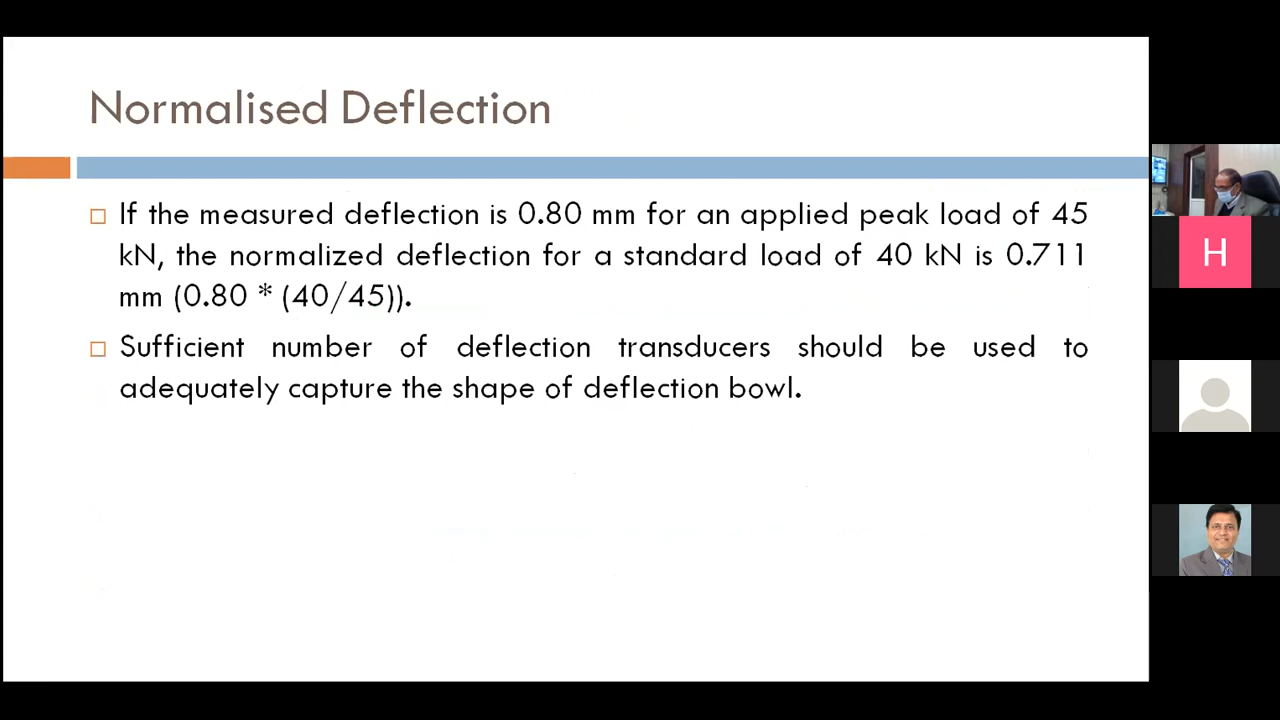 Normalised Deflection
If the measured deflection is 0.80 mm for an applied peak load of 45
kN, the normalized deflection for a standard load of 40 kN is 0.711
mm (0.80 * (40/45)).
Sufficient number of deflection transducers should be used to
adequately capture the shape of deflection bowl.
H